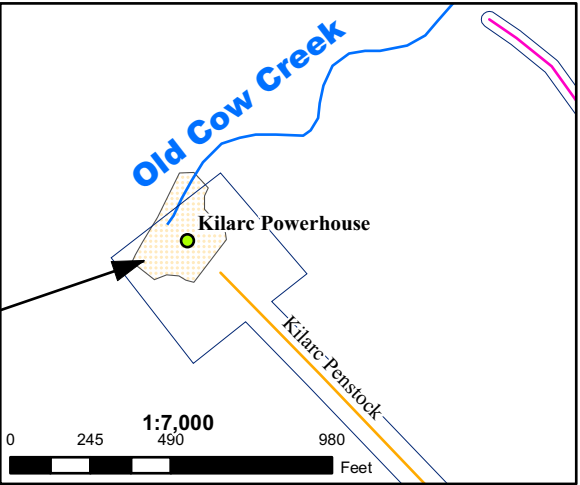 Old Cow Creek
Kilarc Powerhouse
Kilarc Penstock
1:7,000
0 245 490 980
Feet